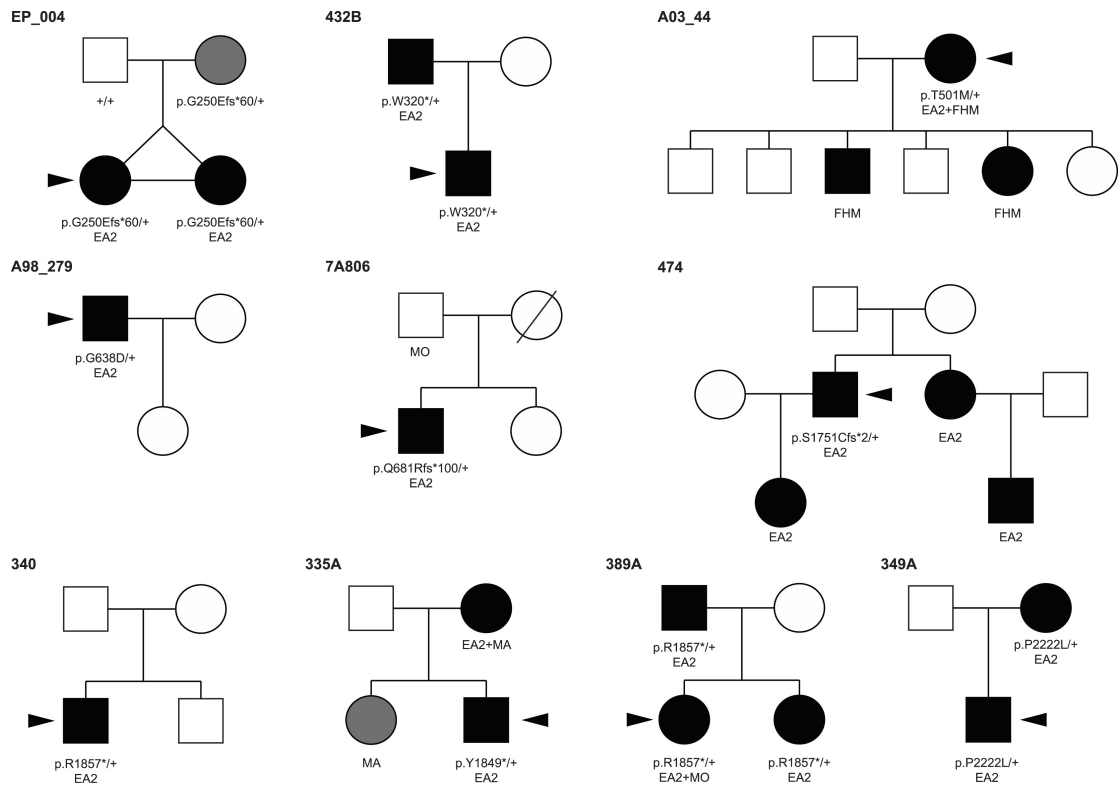 EP_004
432B
A03_44
+/+
p.G250Efs*60/+
p.W320*/+
EA2
p.T501M/+
EA2+FHM
p.G250Efs*60/+
EA2
p.G250Efs*60/+
EA2
p.W320*/+
EA2
FHM
FHM
A98_279
7A806
474
p.G638D/+
EA2
MO
p.Q681Rfs*100/+
EA2
p.S1751Cfs*2/+
EA2
EA2
EA2
EA2
340
335A
389A
349A
EA2+MA
p.R1857*/+
EA2
p.P2222L/+
EA2
p.R1857*/+
EA2
MA
p.Y1849*/+
EA2
p.R1857*/+
EA2+MO
p.R1857*/+
EA2
p.P2222L/+
EA2